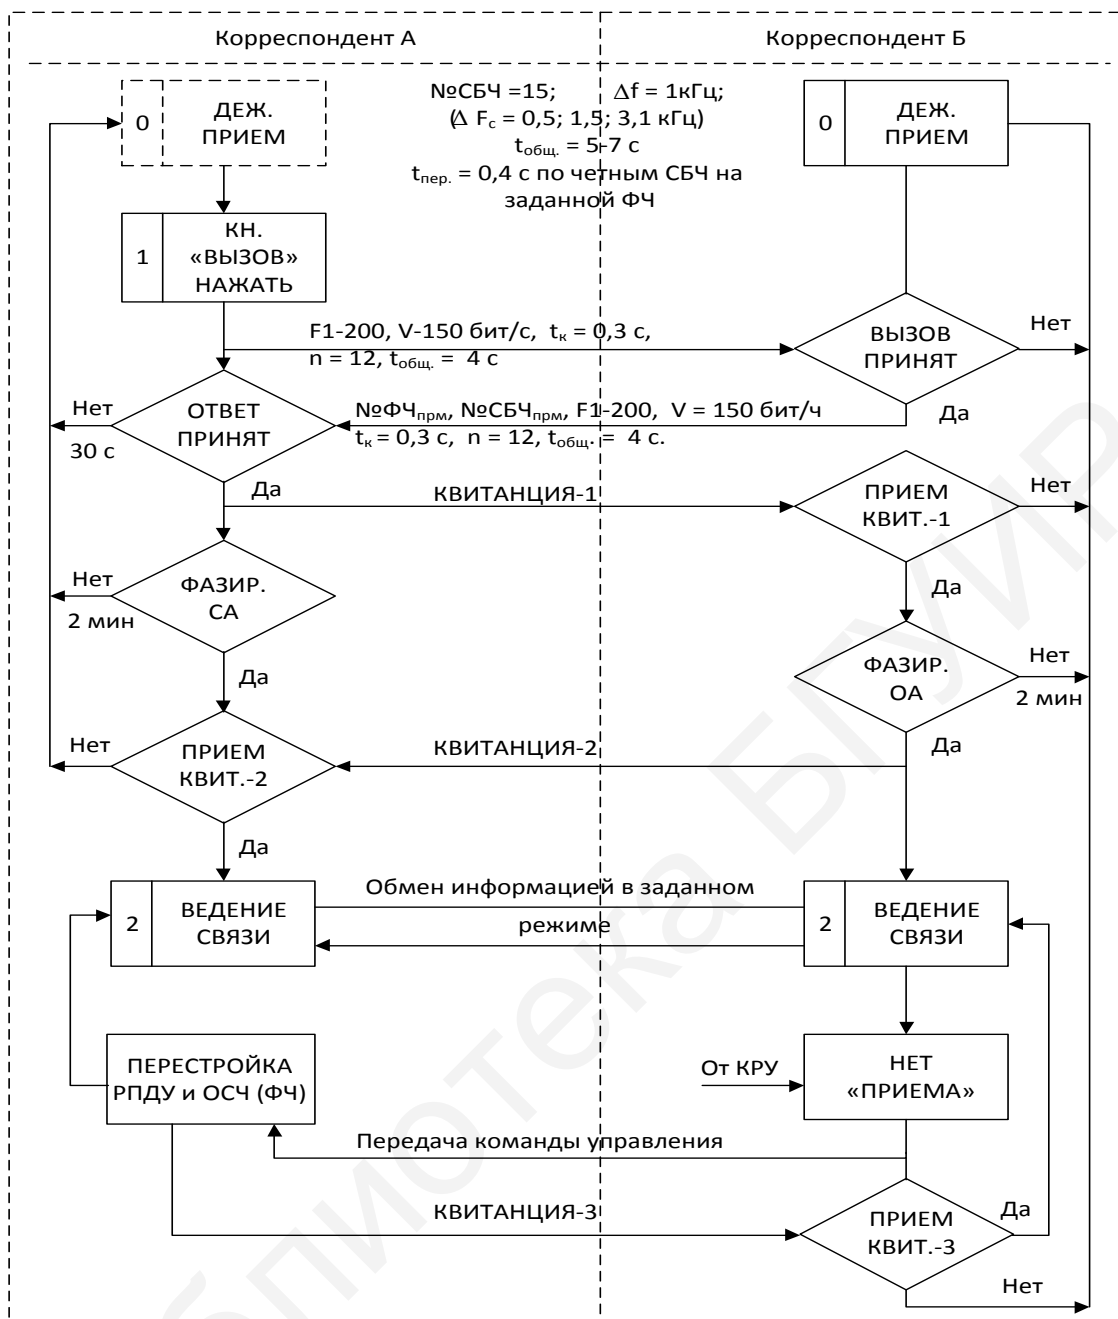 Корреспондент А
Корреспондент Б
0
ДЕЖ.
ПРИЕМ
№СБЧ =15; Δf = 1кГц;
(Δ Fс = 0,5; 1,5; 3,1 кГц)
tобщ. = 5-7 с
tпер. = 0,4 с по четным СБЧ на
заданной ФЧ
0
ДЕЖ.
ПРИЕМ
1
КН.
«ВЫЗОВ»
НАЖАТЬ
F1-200, V-150 бит/с, tк = 0,3 с,
n = 12, tобщ. = 4 с
ВЫЗОВ
ПРИНЯТ
Нет
Да
Нет
30 с
ОТВЕТ
ПРИНЯТ
№ФЧпрм, №СБЧпрм, F1-200, V = 150 бит/ч
tк = 0,3 с, n = 12, tобщ. = 4 с.
Да
КВИТАНЦИЯ-1
ПРИЕМ
КВИТ.-1
Нет
Да
Нет
2 мин
ФАЗИР.
СА
Да
ФАЗИР.
ОА
Нет
2 мин
Да
Нет
ПРИЕМ
КВИТ.-2
КВИТАНЦИЯ-2
Да
2
ВЕДЕНИЕ
СВЯЗИ
Обмен информацией в заданном
режиме
2
ВЕДЕНИЕ
СВЯЗИ
ПЕРЕСТРОЙКА
РПДУ и ОСЧ (ФЧ)
От КРУ
НЕТ
«ПРИЕМА»
Передача команды управления
КВИТАНЦИЯ-3
ПРИЕМ
КВИТ.-3
Да
Нет
блиотека БГУИР